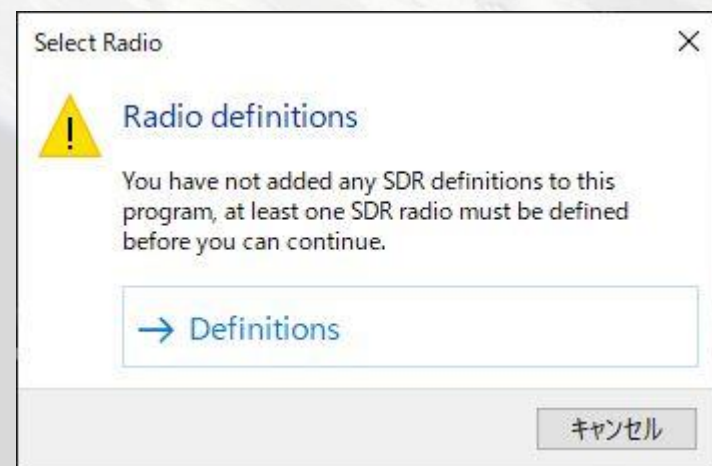 Select Radio
Radio definitions
You have not added any SDR definitions to this
program, at least one SDR radio must be defined
before you can continue.
→ Definitions
キャンセル